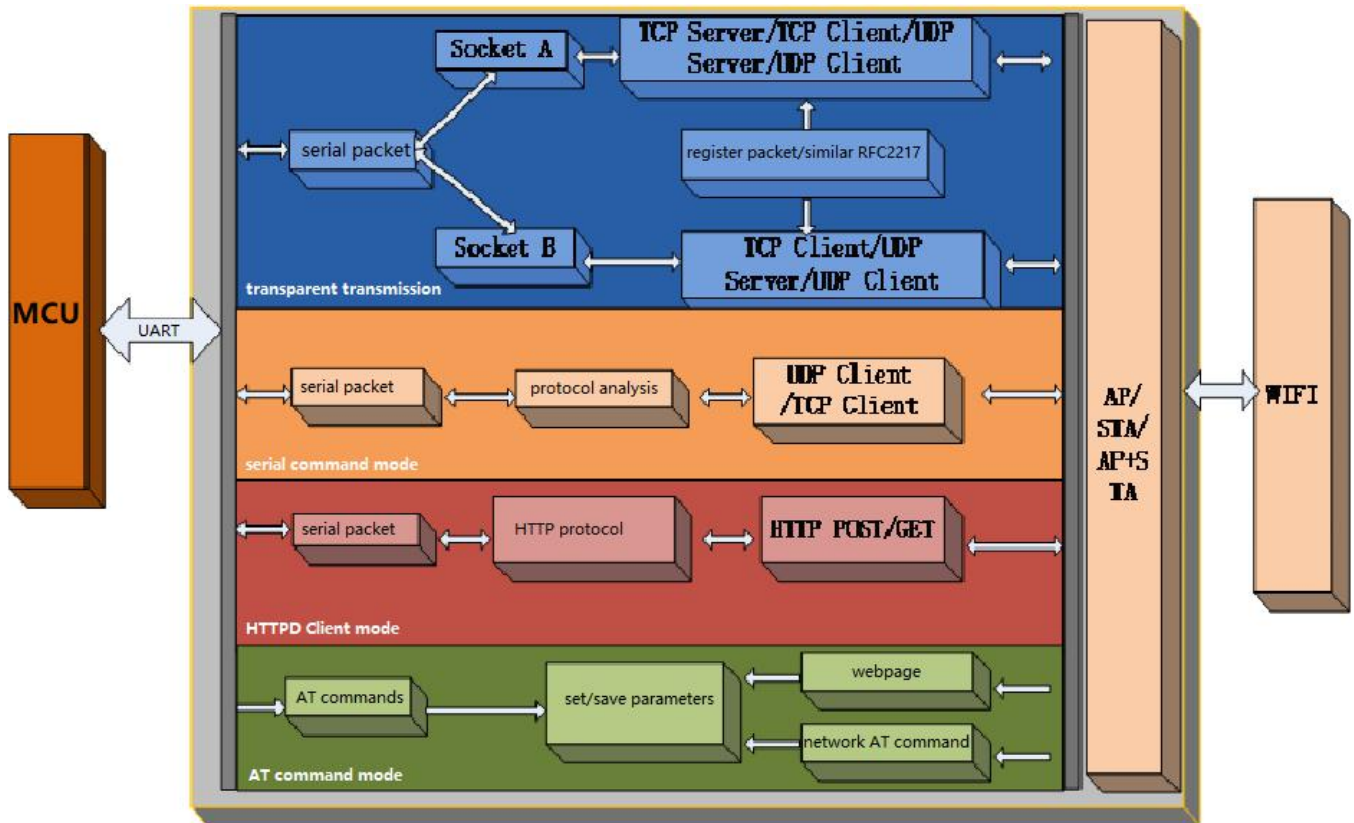 MCU
UART
Socket A
TCP Server/TCP Client/UDP
Server/UDP Client
serial packet
register packet/similar RFC2217
Socket B
TCP Client/UDP
Server/UDP Client
transparent transmission
serial packet
protocol analysis
UDP Client
/TCP Client
serial command mode
serial packet
HTTP protocol
HTTP POST/GET
HTTPD Client mode
AT commands
set/save parameters
webpage
network AT command
AT command mode
AP/
STA/
AP+S
TA
WIFI